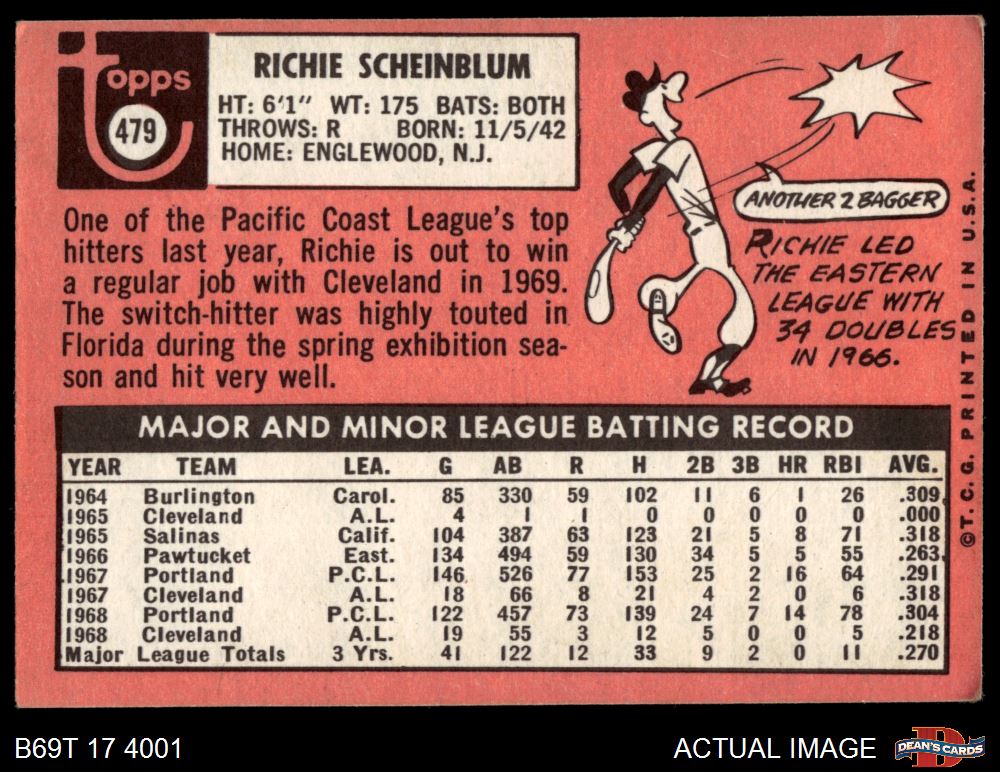 Topps
479
RICHIE SCHEINBLUM
HT: 6'1" WT: 175 BATS: BOTH
THROWS: R BORN: 11/5/42
HOME: ENGLEWOOD, N.J.
One of the Pacific Coast League's top
hitters last year, Richie is out to win
a regular job with Cleveland in 1969.
The switch-hitter was highly touted in
Florida during the spring exhibition sea-
son and hit very well.
ANOTHER 2 BAGGER
RICHIE LED
THE EASTERN
LEAGUE WITH
34 DOUBLES
IN 1966.
©T. C. G. PRINTED IN U.S.A.
MAJOR AND MINOR LEAGUE BATTING RECORD
YEAR TEAM LEA. G AB R H 2B 3B HR RBI AVG.
1964 Burlington Carol. 85 330 59 102 11 6 1 26 .309
1965 Cleveland A.L. 4 1 1 0 0 0 0 0 .000
1965 Salinas Calif. 104 387 63 123 21 5 8 71 .318
1966 Pawtucket East. 134 494 59 130 34 5 5 55 .263
1967 Portland P.C.L. 146 526 77 153 25 2 16 64 .291
1967 Cleveland A.L. 18 66 8 21 4 2 0 6 .318
1968 Portland P.C.L. 122 457 73 139 24 7 14 78 .304
1968 Cleveland A.L. 19 55 3 12 5 0 0 5 .218
Major League Totals 3 Yrs. 41 122 12 33 9 2 0 11 .270
B69T 17 4001
ACTUAL IMAGE
D
DEAN'S CARDS